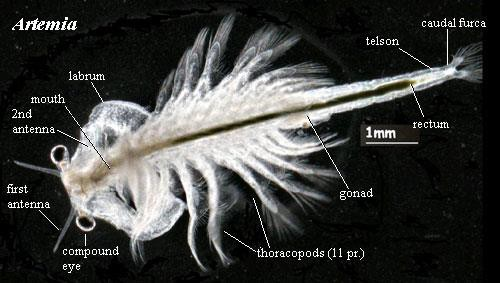 Artemia
caudal furca
telson
labrum
mouth
2nd
antenna
rectum
1mm
first
antenna
gonad
compound
eye
thoracopods (11 pr.)